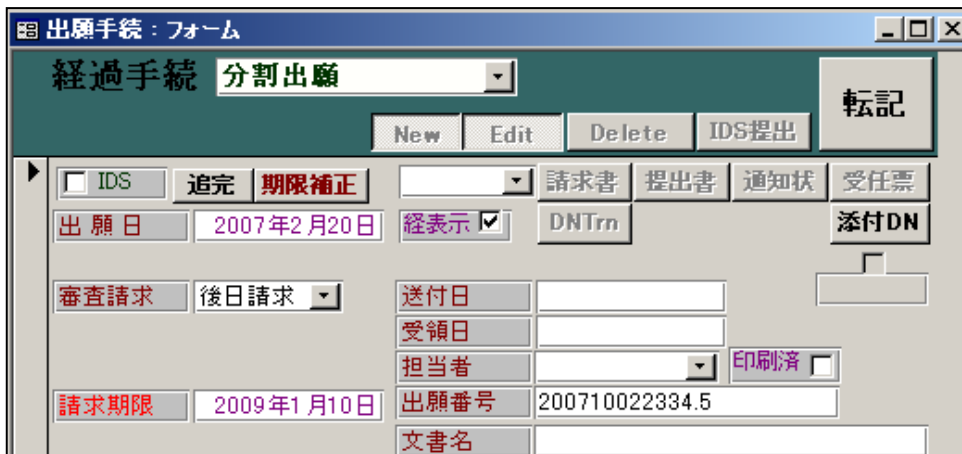 出願手続：フォーム
経過手続 分割出願
転記
New Edit Delete IDS提出
IDS 追完 期限補正 請求書 提出書 通知状 受任票
出願日 2007年2月20日 経表示 DNTrn 添付DN
審査請求 後日請求 送付日
受領日
担当者 印刷済
請求期限 2009年1月10日 出願番号 200710022334.5
文書名